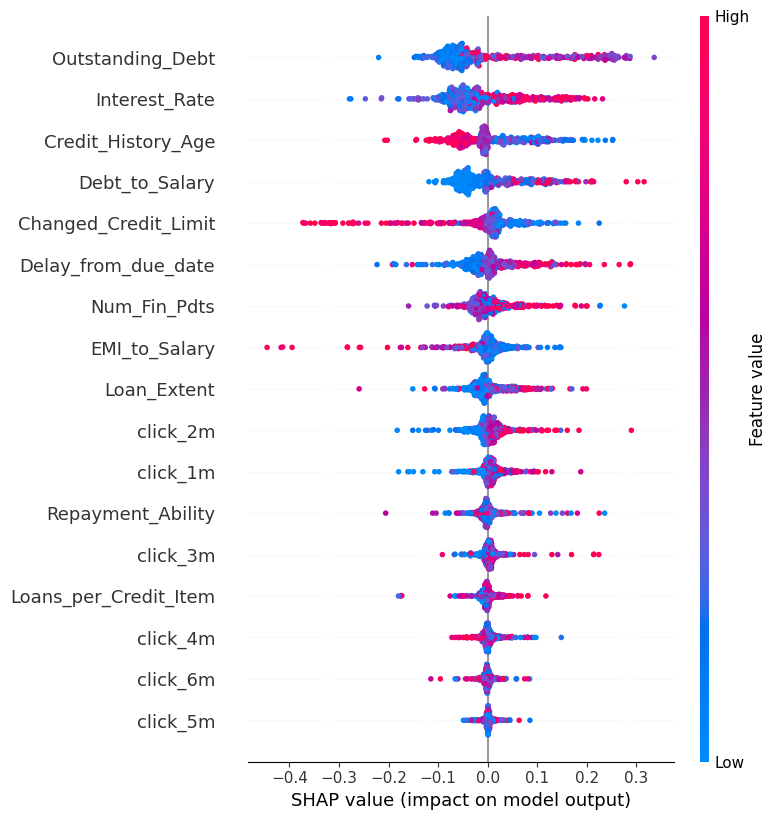 High
Outstanding_Debt
Interest_Rate
Credit_History_Age
Debt_to_Salary
Changed_Credit_Limit
Delay_from_due_date
Num_Fin_Pdts
EMI_to_Salary
Loan_Extent
click_2m
click_1m
Repayment_Ability
click_3m
Loans_per_Credit_Item
click_4m
click_6m
click_5m
Feature value
Low
−0.4 −0.3 −0.2 −0.1 0.0 0.1 0.2 0.3
SHAP value (impact on model output)